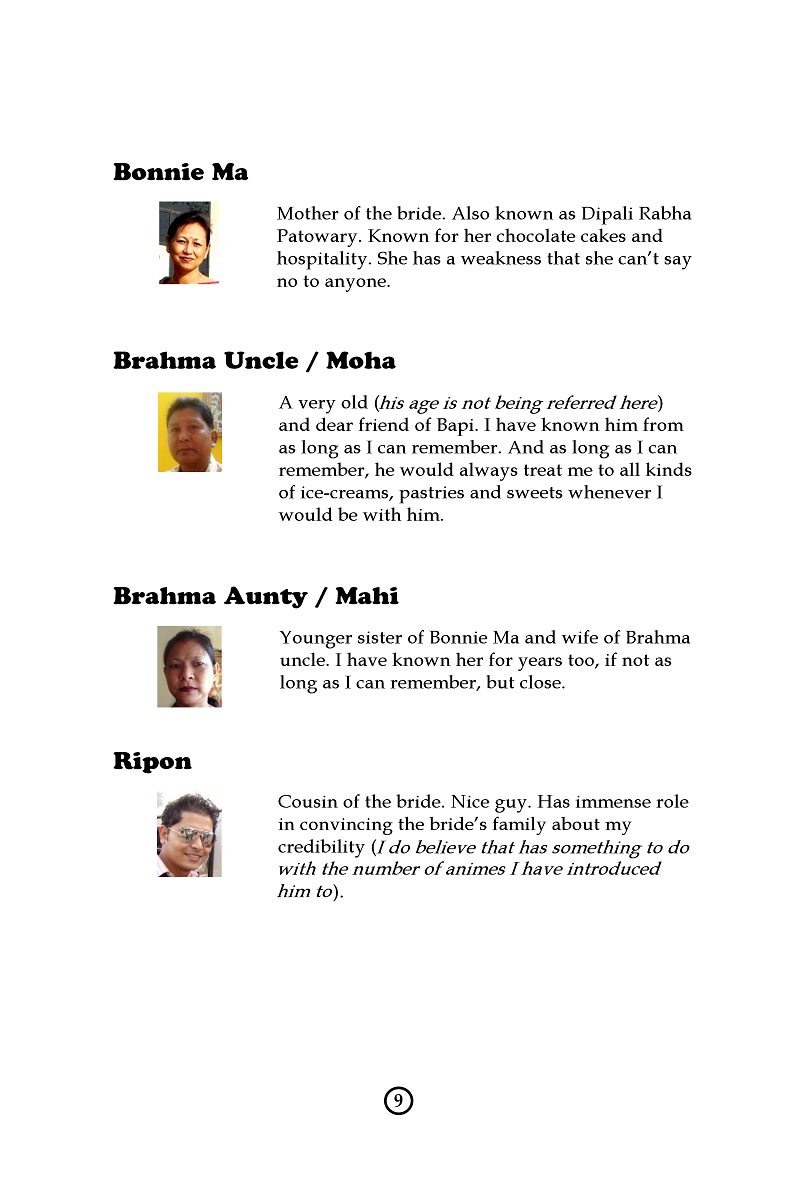 Bonnie Ma
Mother of the bride. Also known as Dipali Rabha
Patowary. Known for her chocolate cakes and
hospitality. She has a weakness that she can't say
no to anyone.
Brahma Uncle / Moha
A very old (his age is not being referred here)
and dear friend of Bapi. I have known him from
as long as I can remember. And as long as I can
remember, he would always treat me to all kinds
of ice-creams, pastries and sweets whenever I
would be with him.
Brahma Aunty / Mahi
Younger sister of Bonnie Ma and wife of Brahma
uncle. I have known her for years too, if not as
long as I can remember, but close.
Ripon
Cousin of the bride. Nice guy. Has immense role
in convincing the bride's family about my
credibility (I do believe that has something to do
with the number of animes I have introduced
him to).
9